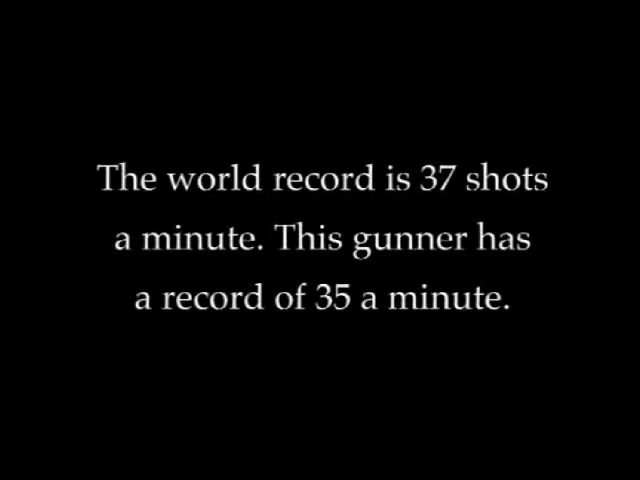 The world record is 37 shots
a minute. This gunner has
a record of 35 a minute.